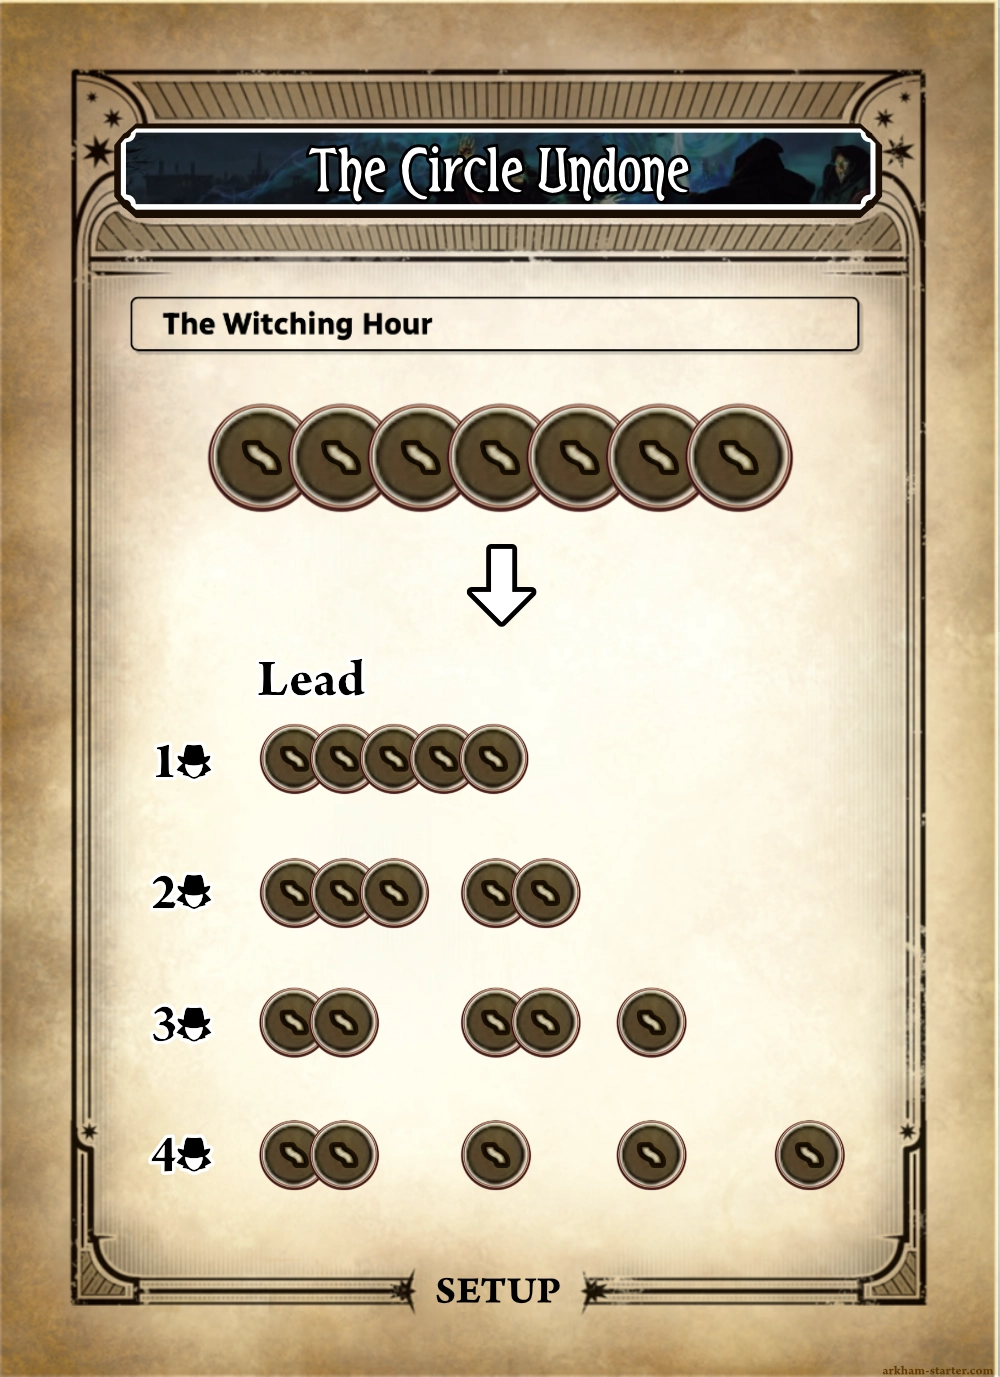 The Circle Undone
The Witching Hour
Lead
1
2
3
4
SETUP
arkham-starter.com